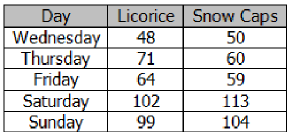 Day Licorice Snow Caps
Wednesday 48 50
Thursday 71 60
Friday 64 59
Saturday 102 113
Sunday 99 104